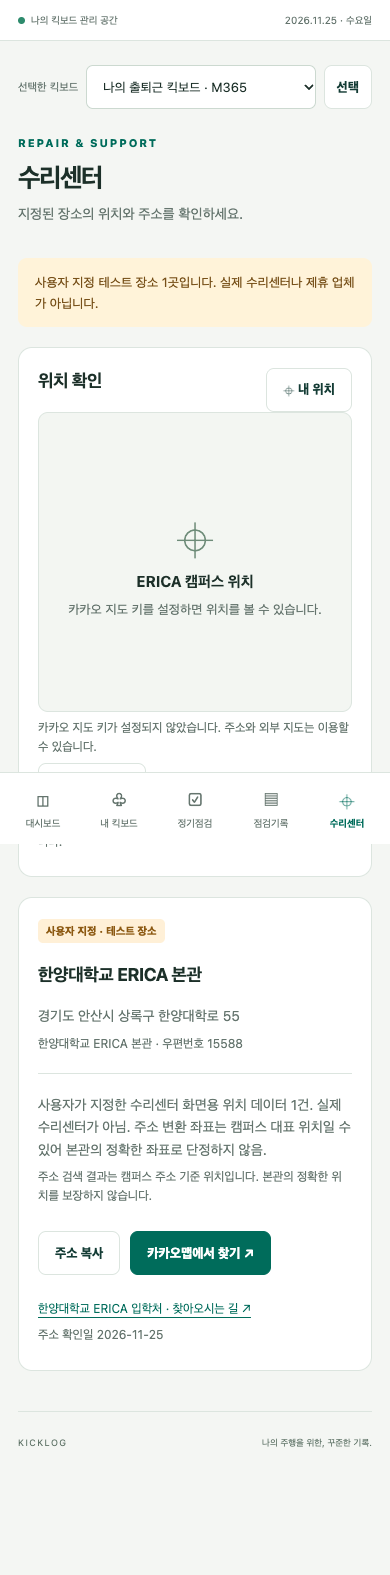 나의 킥보드 관리 공간
2026.11.25 · 수요일
선택한 킥보드
나의 출퇴근 킥보드 · M365
선택
REPAIR & SUPPORT
수리센터
지정된 장소의 위치와 주소를 확인하세요.
사용자 지정 테스트 장소 1곳입니다. 실제 수리센터나 제휴 업체
가 아닙니다.
위치 확인
내 위치
ERICA 캠퍼스 위치
카카오 지도 키를 설정하면 위치를 볼 수 있습니다.
카카오 지도 키가 설정되지 않았습니다. 주소와 외부 지도는 이용할
수 있습니다.
대시보드
내 킥보드
정기점검
점검기록
수리센터
사용자 지정 · 테스트 장소
한양대학교 ERICA 본관
경기도 안산시 상록구 한양대학로 55
한양대학교 ERICA 본관 · 우편번호 15588
사용자가 지정한 수리센터 화면용 위치 데이터 1건. 실제
수리센터가 아님. 주소 변환 좌표는 캠퍼스 대표 위치일 수
있어 본관의 정확한 좌표로 단정하지 않음.
주소 검색 결과는 캠퍼스 주소 기준 위치입니다. 본관의 정확한 위
치를 보장하지 않습니다.
주소 복사
카카오맵에서 찾기 ↗
한양대학교 ERICA 입학처 · 찾아오시는 길 ↗
주소 확인일 2026-11-25
KICKLOG
나의 주행을 위한, 꾸준한 기록.